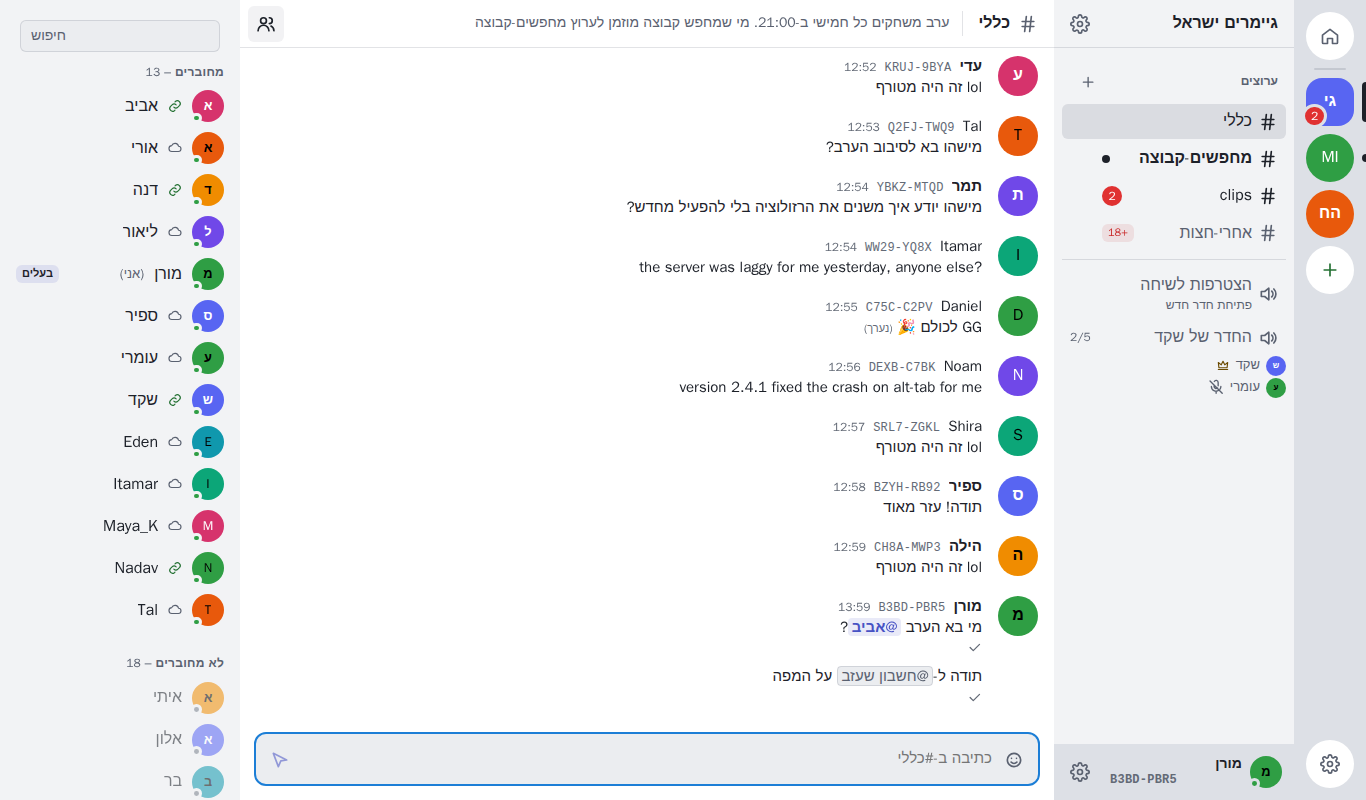 גי
2
MI
הח
גיימרים ישראל
ערוצים
כללי
מחפשים-קבוצה
clips
2
אחרי-חצות
18+
הצטרפות לשיחה
פתיחת חדר חדש
החדר של שקד
2/5
ש שקד
ע עומרי
מ מורן
B3BD-PBR5
# כללי
ערב משחקים כל חמישי ב-21:00. מי שמחפש קבוצה מוזמן לערוץ מחפשים-קבוצה
ע
עדי KRUJ-9BYA 12:52
lol זה היה מטורף
T
Tal Q2FJ-TWQ9 12:53
מישהו בא לסיבוב הערב?
ת
תמר YBKZ-MTQD 12:54
מישהו יודע איך משנים את הרזולוציה בלי להפעיל מחדש?
I
Itamar WW29-YQ8X 12:54
the server was laggy for me yesterday, anyone else?
D
Daniel C75C-C2PV 12:55
GG לכולם 🎉 (נערך)
N
Noam DEXB-C7BK 12:56
version 2.4.1 fixed the crash on alt-tab for me
S
Shira SRL7-ZGKL 12:57
lol זה היה מטורף
ס
ספיר BZYH-RB92 12:58
תודה! עזר מאוד
ה
הילה CH8A-MWP3 12:59
lol זה היה מטורף
מ
מורן B3BD-PBR5 13:59
מי בא הערב @אביב?
תודה ל-@חשבון שעזב על המפה
כתיבה ב-#כללי
חיפוש
מחוברים – 13
א אביב
א אורי
ד דנה
ל ליאור
מ מורן (אני) בעלים
ס ספיר
ע עומרי
ש שקד
E Eden
I Itamar
M Maya_K
N Nadav
T Tal
לא מחוברים – 18
א איתי
א אלון
ב בר